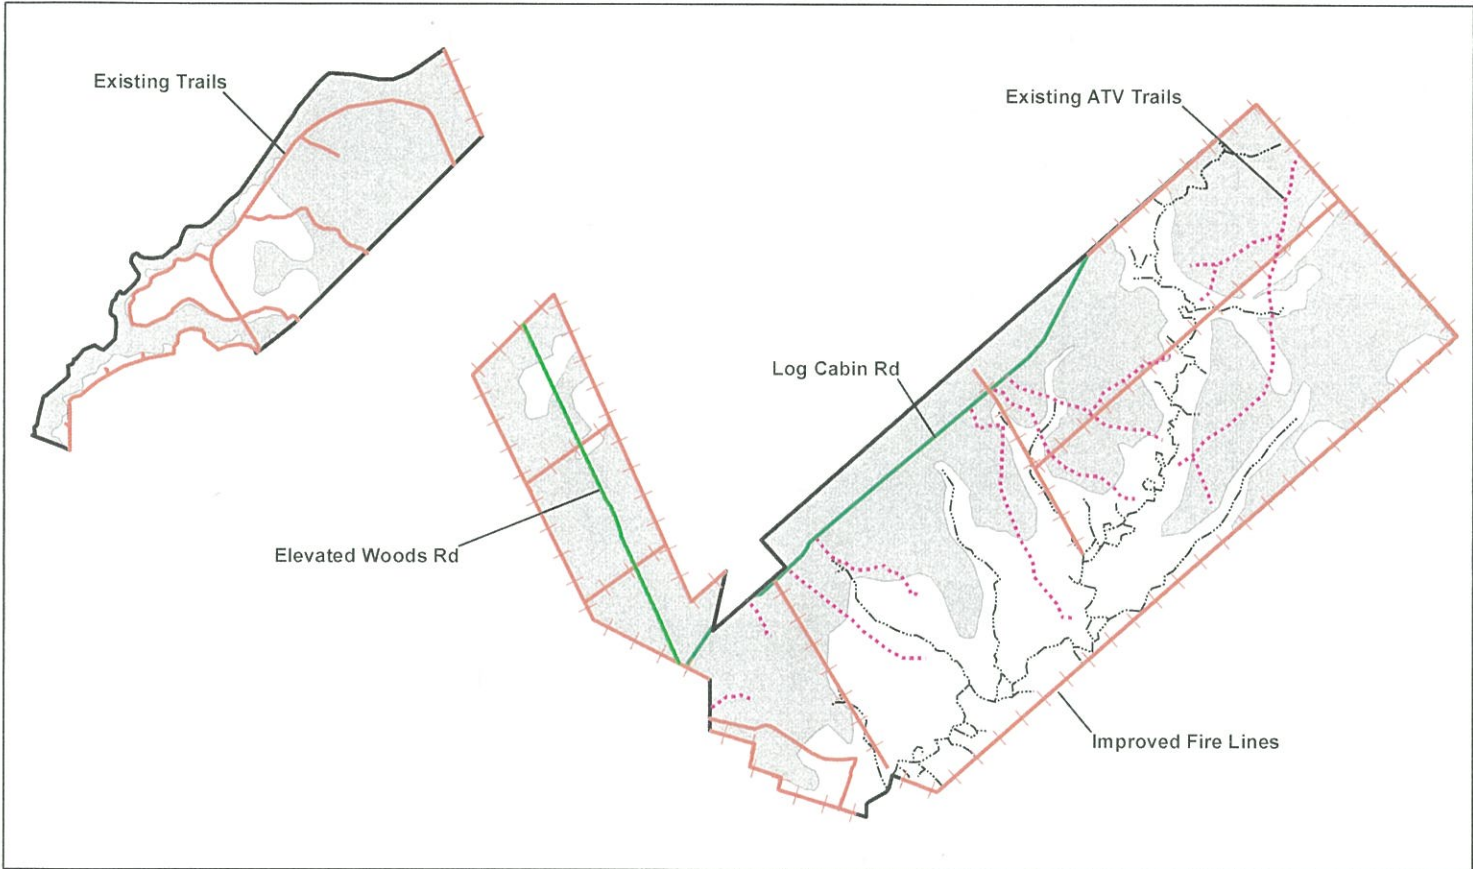 Existing Trails
Existing ATV Trails
Log Cabin Rd
Elevated Woods Rd
Improved Fire Lines